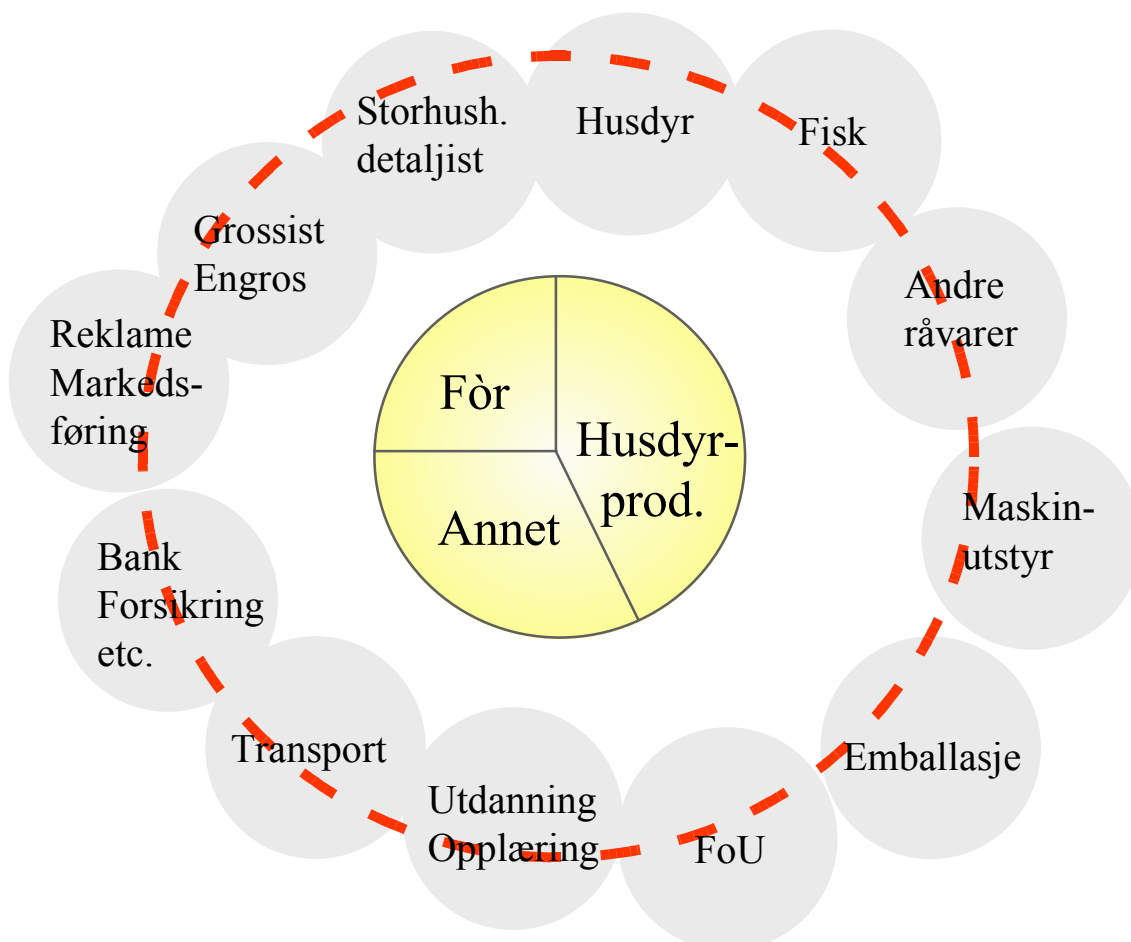 Storhush.
detaljist
Husdyr
Fisk
Andre
råvarer
Maskin-
utstyr
Emballasje
FoU
Utdanning
Opplæring
Transport
Bank
Forsikring
etc.
Reklame
Markeds-
føring
Grossist
Engros
Fòr
Husdyr-
prod.
Annet